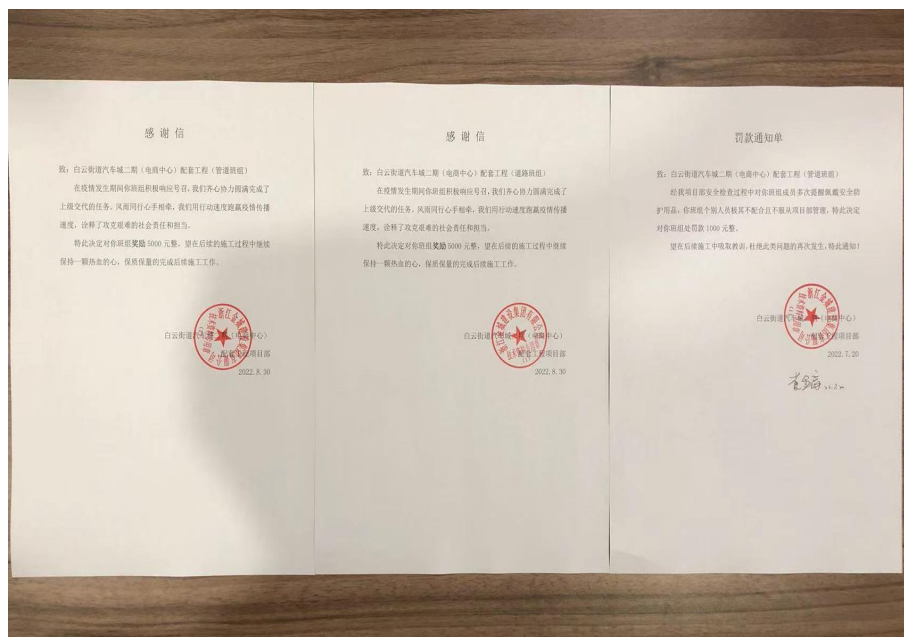 感谢信
致：白云街道汽车城二期（电商中心）配套工程（管道班组）
在疫情发生期间你班组积极响应号召，我们齐心协力圆满完成了
上级交代的任务。风雨同行心手相牵，我们用行动速度跑赢疫情传播
速度，诠释了攻克艰难的社会责任和担当。
特此决定对你班组奖励 5000 元整，望在后续的施工过程中继续
保持一颗热血的心，保质保量的完成后续施工工作。
白云街道汽车（电商中心）
配套工程项目部
2022.8.30
感谢信
致：白云街道汽车城二期（电商中心）配套工程（道路班组）
在疫情发生期间你班组积极响应号召，我们齐心协力圆满完成了
上级交代的任务。风雨同行心手相牵，我们用行动速度跑赢疫情传播
速度，诠释了攻克艰难的社会责任和担当。
特此决定对你班组奖励 5000 元整，望在后续的施工过程中继续
保持一颗热血的心，保质保量的完成后续施工工作。
浙江金城建设集团有限公司
白云街道汽车城（电商中心）
配套工程项目部
2022.8.30
罚款通知单
致：白云街道汽车城二期（电商中心）配套工程（管道班组）
经我项目部安全检查过程中对你班组成员多次提醒佩戴安全防
护用品，你班组个别人员极其不配合且不服从项目部管理，特此决定
对你班组处罚款 1000 元整。
望在后续施工中吸取教训，杜绝此类问题的再次发生，特此通知！
白云街道汽车城（电商中心）
配套工程项目部
2022.7.20